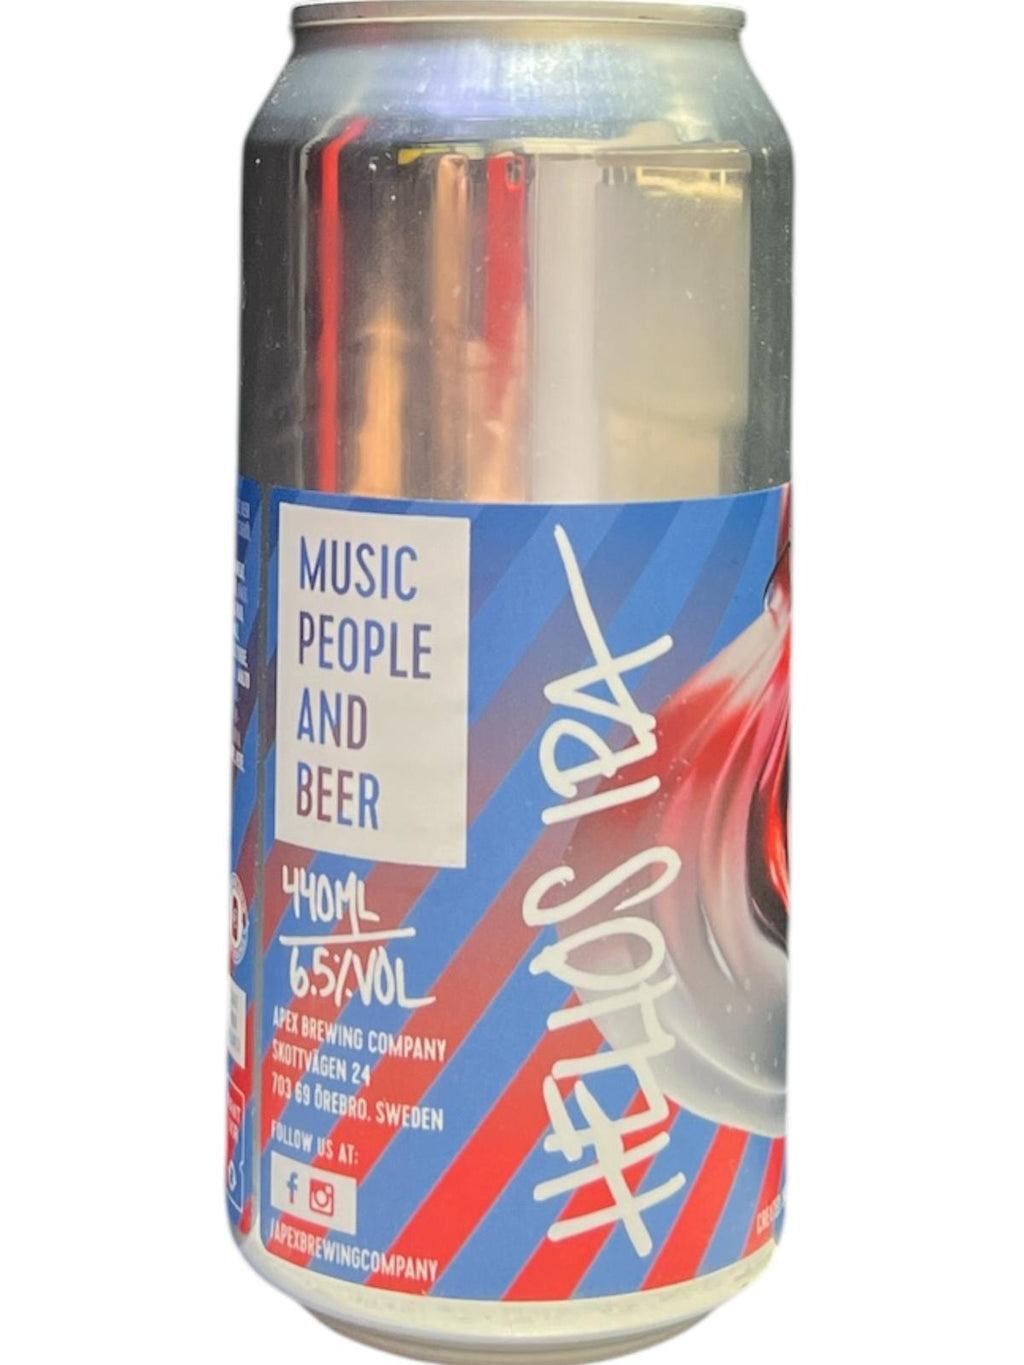 MUSIC
PEOPLE
AND
BEER
440ML
6.5%VOL
APEX BREWING COMPANY
SKOTTVÄGEN 24
703 69 ÖREBRO. SWEDEN
FOLLOW US AT:
/APEXBREWINGCOMPANY
HELIOS IPA